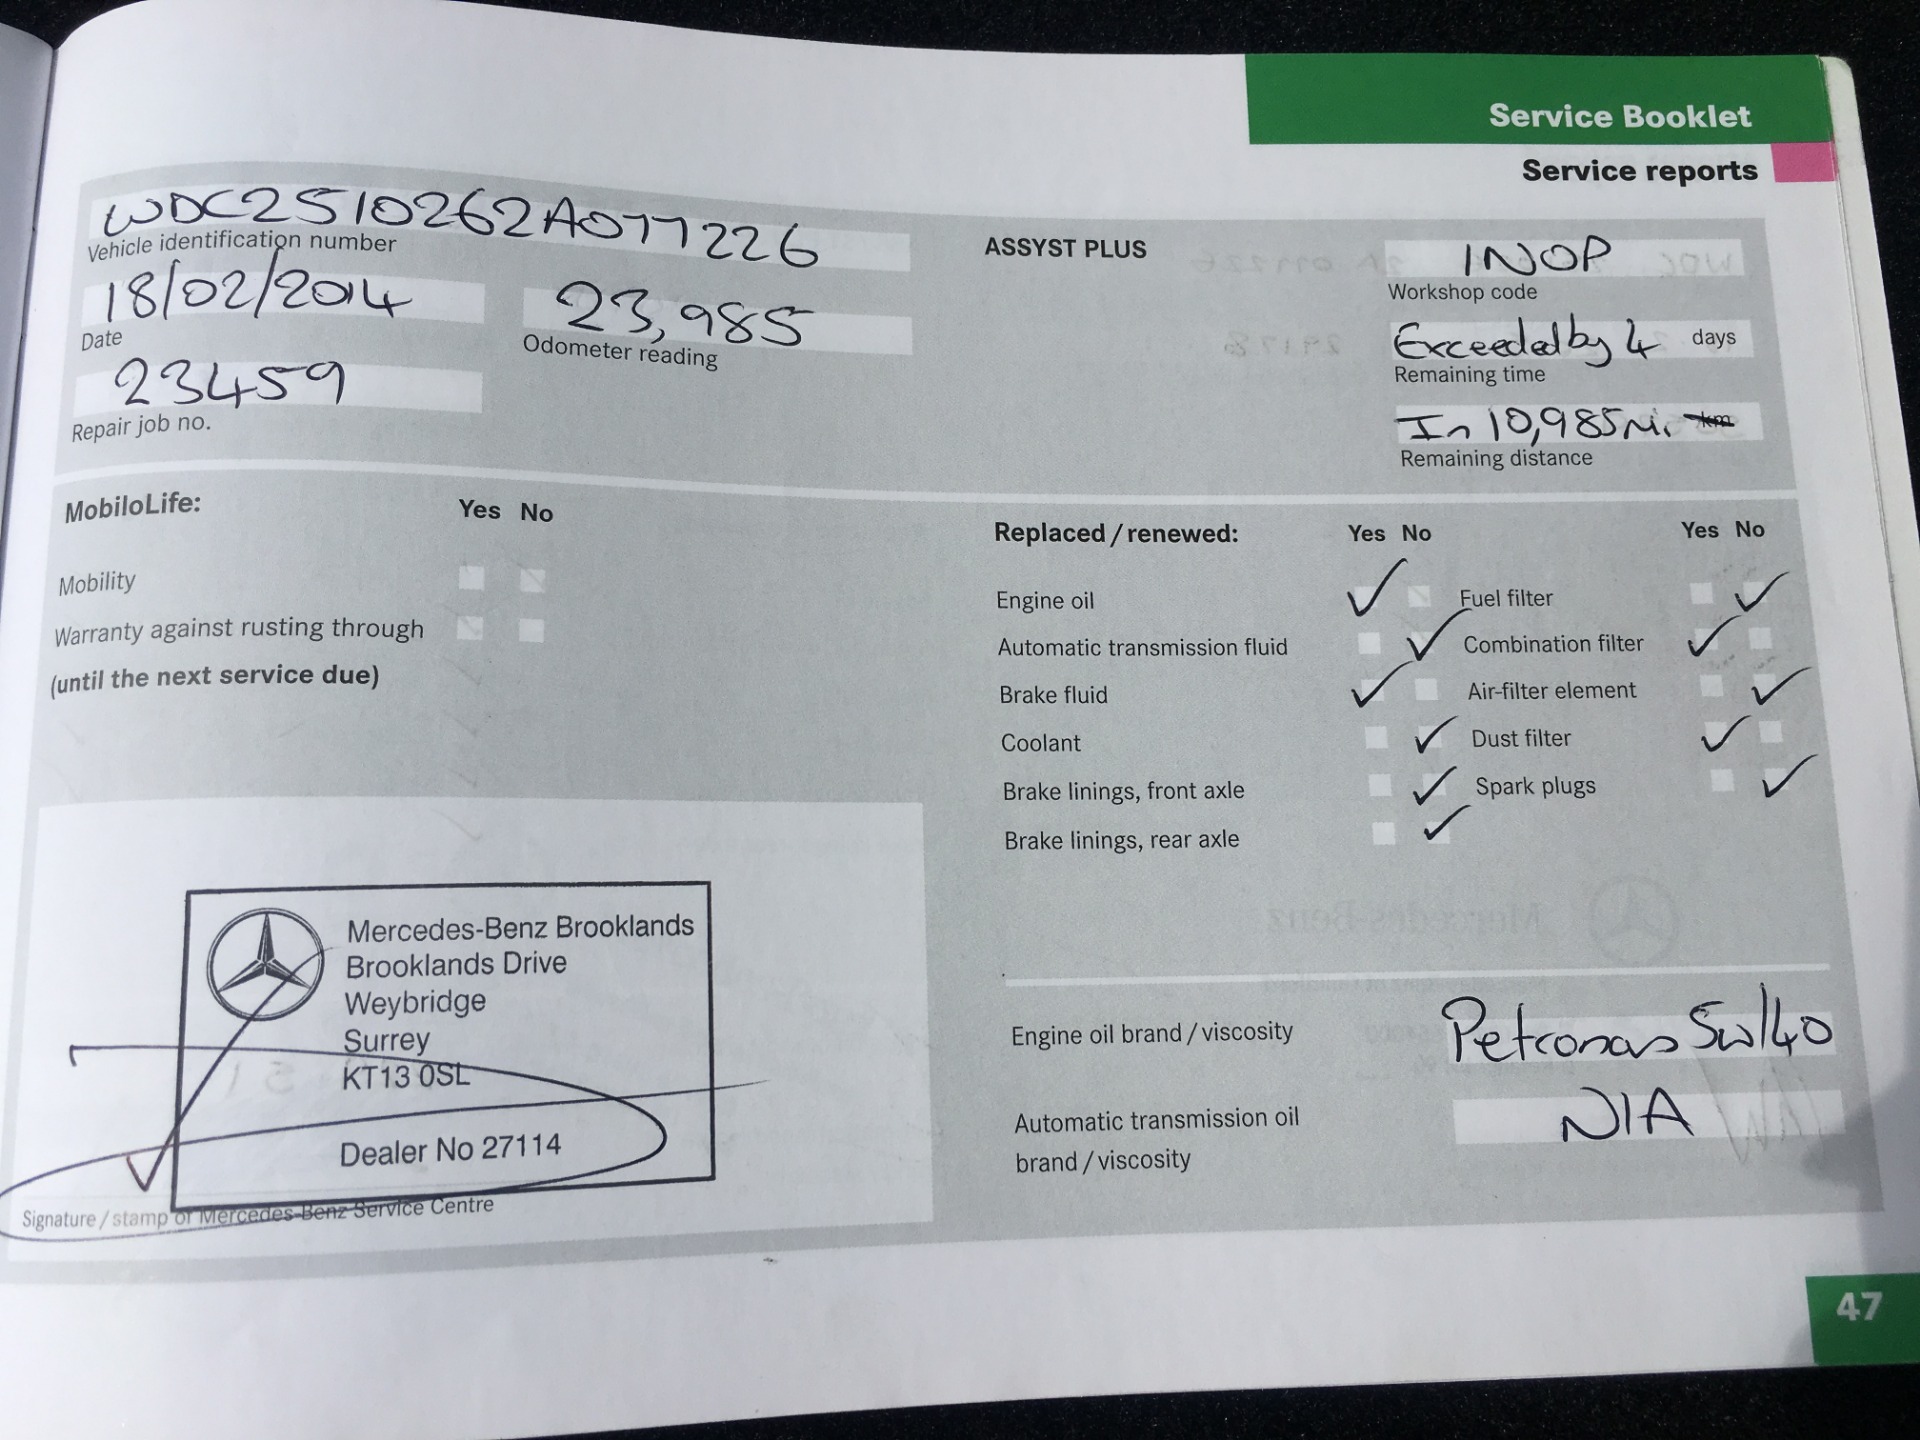 Service Booklet
Service reports
WDC2510262A077226
Vehicle identification number
18/02/2014
Date
23,985
Odometer reading
23459
Repair job no.
ASSYST PLUS
INOP
Workshop code
Exceeded by 4 days
Remaining time
In 10,985 Mi. km
Remaining distance
MobiloLife: Yes No
Mobility
Warranty against rusting through
(until the next service due)
Replaced / renewed: Yes No Yes No
Engine oil Fuel filter
Automatic transmission fluid Combination filter
Brake fluid Air-filter element
Coolant Dust filter
Brake linings, front axle Spark plugs
Brake linings, rear axle
Mercedes-Benz Brooklands
Brooklands Drive
Weybridge
Surrey
KT13 0SL
Dealer No 27114
Signature / stamp of Mercedes-Benz Service Centre
Engine oil brand / viscosity Petronas 5w/40
Automatic transmission oil N/A
brand / viscosity
47